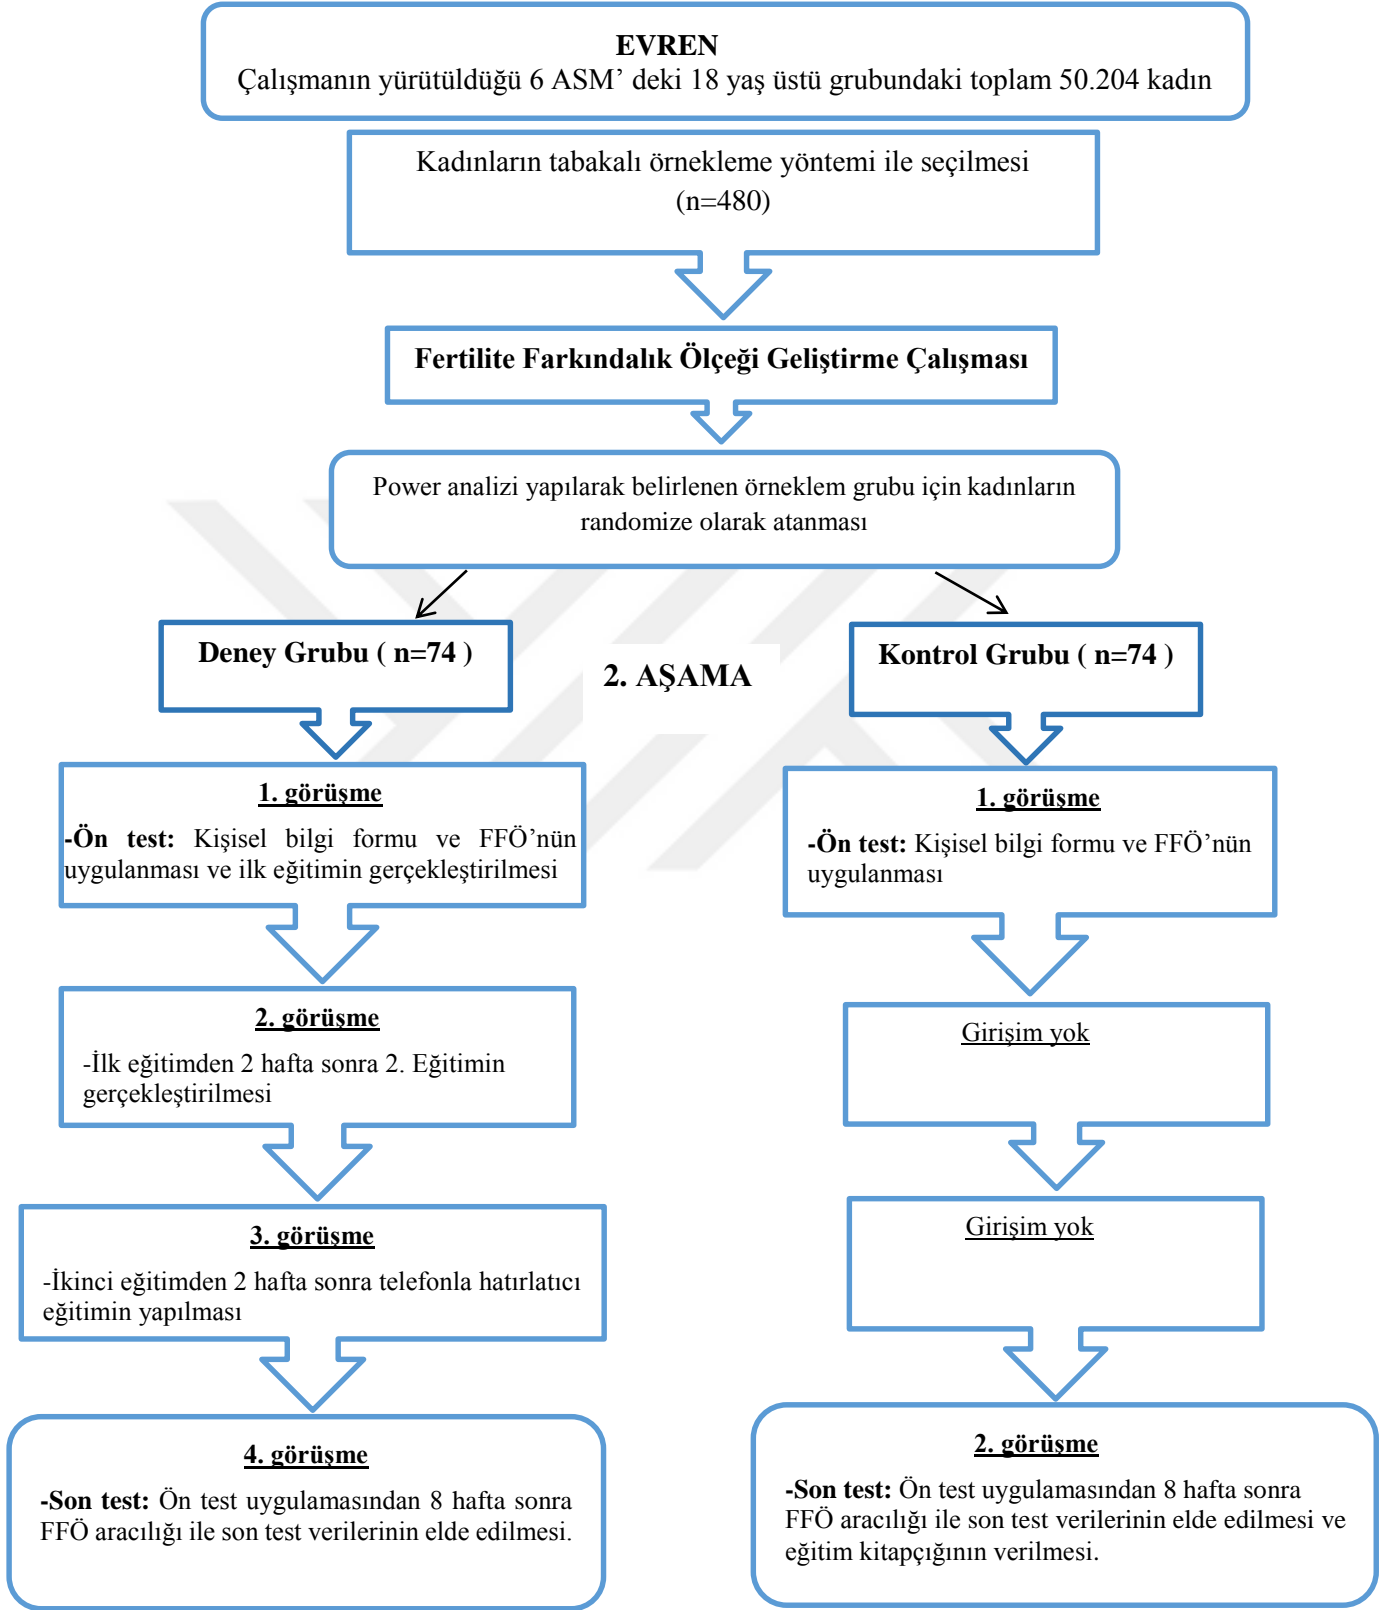 EVREN
Çalışmanın yürütüldüğü 6 ASM’ deki 18 yaş üstü grubundaki toplam 50.204 kadın
Kadınların tabakalı örnekleme yöntemi ile seçilmesi
(n=480)
Fertilite Farkındalık Ölçeği Geliştirme Çalışması
Power analizi yapılarak belirlenen örneklem grubu için kadınların
randomize olarak atanması
Deney Grubu ( n=74 )
2. AŞAMA
Kontrol Grubu ( n=74 )
1. görüşme
-Ön test: Kişisel bilgi formu ve FFÖ’nün
uygulanması ve ilk eğitimin gerçekleştirilmesi
1. görüşme
-Ön test: Kişisel bilgi formu ve FFÖ’nün
uygulanması
2. görüşme
-İlk eğitimden 2 hafta sonra 2. Eğitimin
gerçekleştirilmesi
Girişim yok
3. görüşme
-İkinci eğitimden 2 hafta sonra telefonla hatırlatıcı
eğitimin yapılması
Girişim yok
4. görüşme
-Son test: Ön test uygulamasından 8 hafta sonra
FFÖ aracılığı ile son test verilerinin elde edilmesi.
2. görüşme
-Son test: Ön test uygulamasından 8 hafta sonra
FFÖ aracılığı ile son test verilerinin elde edilmesi ve
eğitim kitapçığının verilmesi.